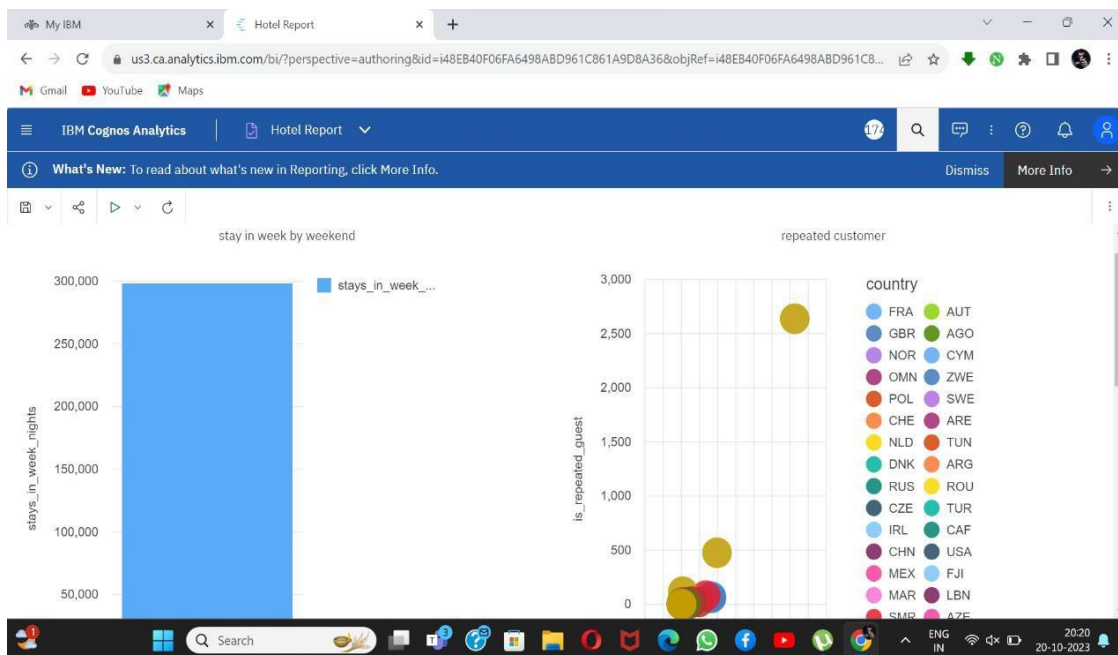 My IBM
Hotel Report
us3.ca.analytics.ibm.com/bi/?perspective=authoring&id=i48EB40F06FA6498ABD961C861A9D8A36&objRef=i48EB40F06FA6498ABD961C8...
Gmail YouTube Maps
IBM Cognos Analytics Hotel Report 174
What's New: To read about what's new in Reporting, click More Info. Dismiss More Info
stay in week by weekend
300,000
250,000
200,000
150,000
100,000
50,000
stays_in_week_nights
stays_in_week_...
repeated customer
3,000
2,500
2,000
1,500
1,000
500
0
is_repeated_guest
country
FRA AUT
GBR AGO
NOR CYM
OMN ZWE
POL SWE
CHE ARE
NLD TUN
DNK ARG
RUS ROU
CZE TUR
IRL CAF
CHN USA
MEX FJI
MAR LBN
SMR AZE
1
Search
3
ENG
IN
20:20
20-10-2023